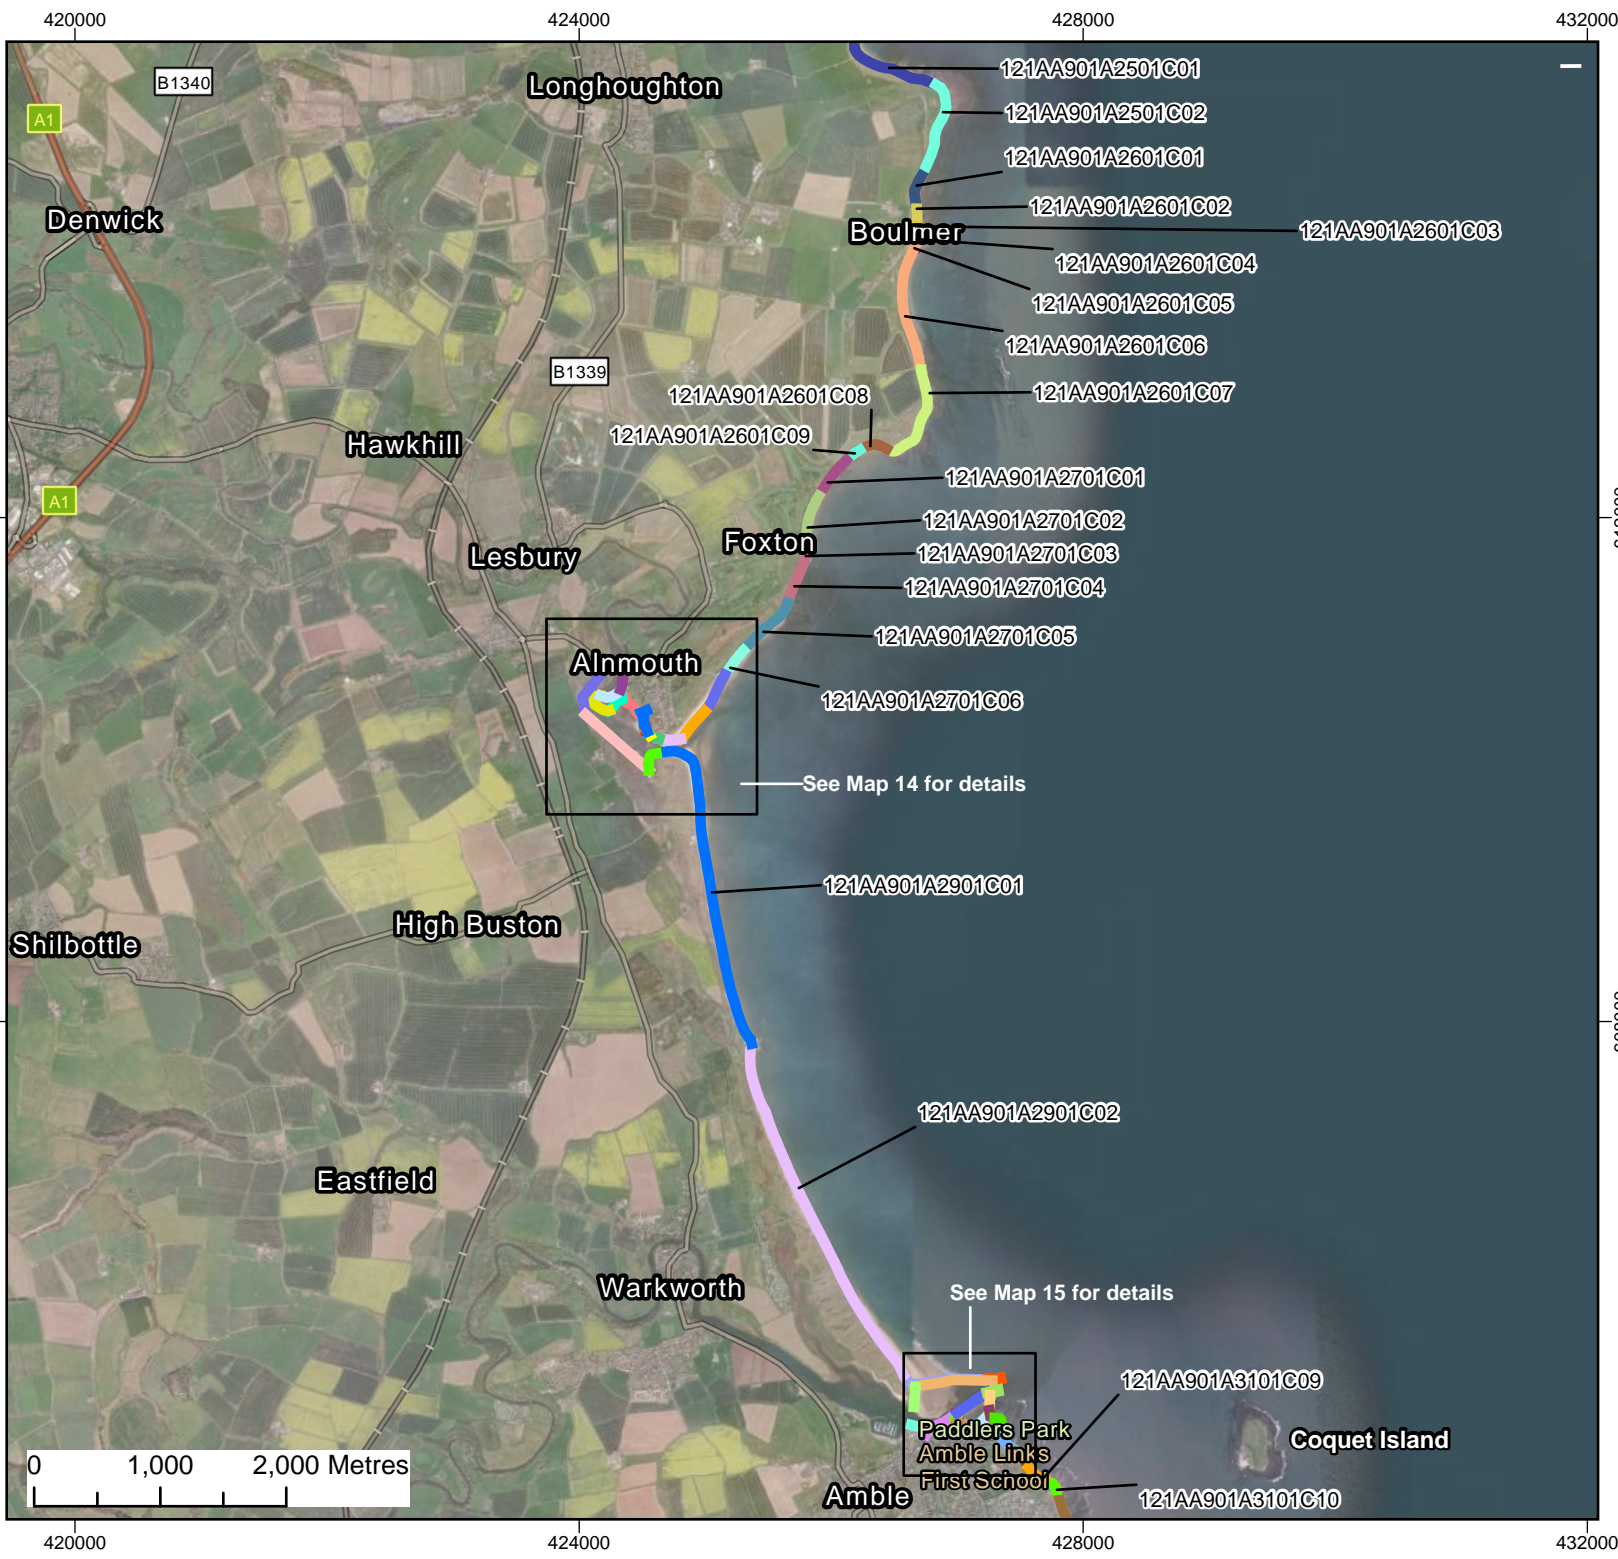 420000
424000
428000
432000
121AA901A2501C01
B1340
Longhoughton
121AA901A2501C02
A1
121AA901A2601C01
121AA901A2601C02
Denwick
Boulmer
121AA901A2601C03
121AA901A2601C04
121AA901A2601C05
121AA901A2601C06
B1339
121AA901A2601C08
121AA901A2601C07
121AA901A2601C09
Hawkhill
121AA901A2701C01
A1
121AA901A2701C02
Foxton
Lesbury
121AA901A2701C03
121AA901A2701C04
121AA901A2701C05
Alnmouth
121AA901A2701C06
See Map 14 for details
121AA901A2901C01
High Buston
Shilbottle
121AA901A2901C02
Eastfield
Warkworth
See Map 15 for details
121AA901A3101C09
Paddlers Park
Coquet Island
Amble Links
First School
0 1,000 2,000 Metres
Amble
121AA901A3101C10
420000
424000
428000
432000